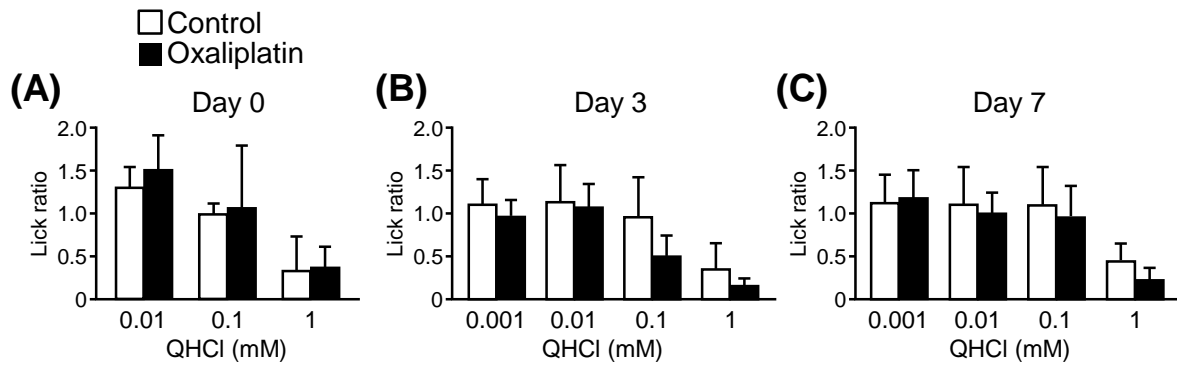 Control
Oxaliplatin
(A)
Day 0
Lick ratio
2.0
1.5
1.0
0.5
0
0.01 0.1 1
QHCl (mM)
(B)
Day 3
Lick ratio
2.0
1.5
1.0
0.5
0
0.001 0.01 0.1 1
QHCl (mM)
(C)
Day 7
Lick ratio
2.0
1.5
1.0
0.5
0
0.001 0.01 0.1 1
QHCl (mM)